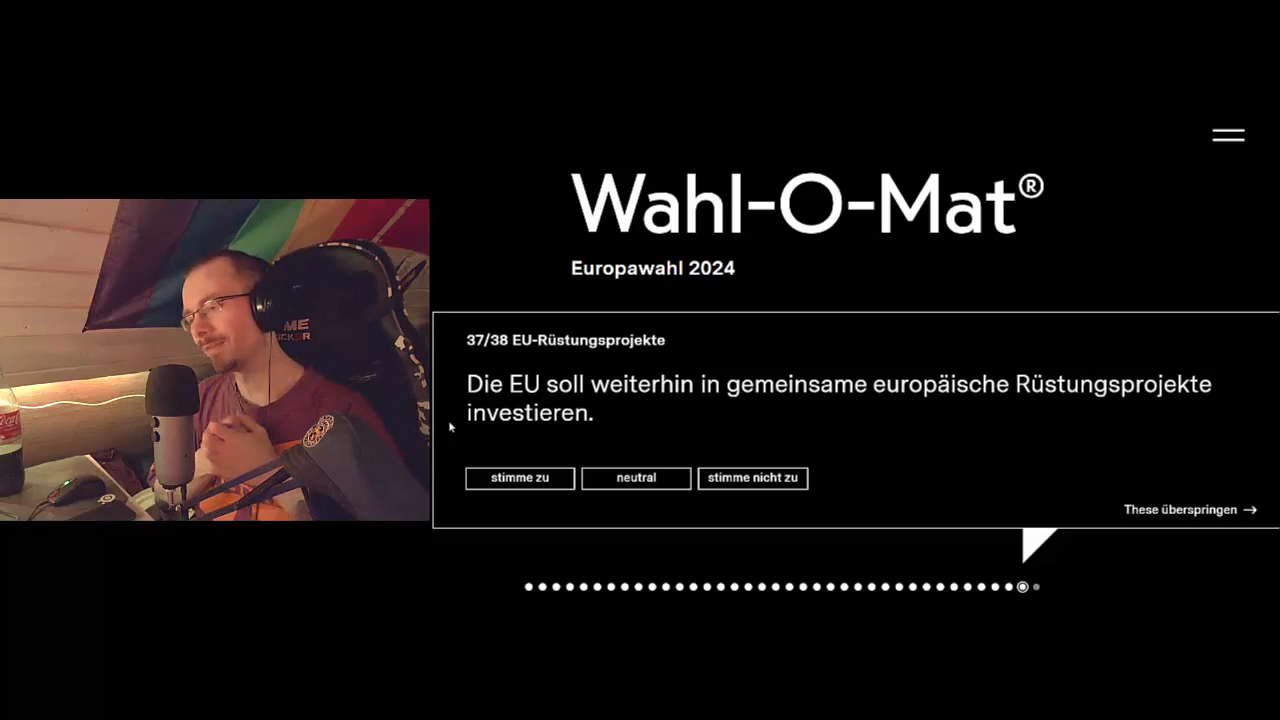 Wahl-O-Mat®
Europawahl 2024
37/38 EU-Rüstungsprojekte
Die EU soll weiterhin in gemeinsame europäische Rüstungsprojekte
investieren.
stimme zu
neutral
stimme nicht zu
These überspringen →